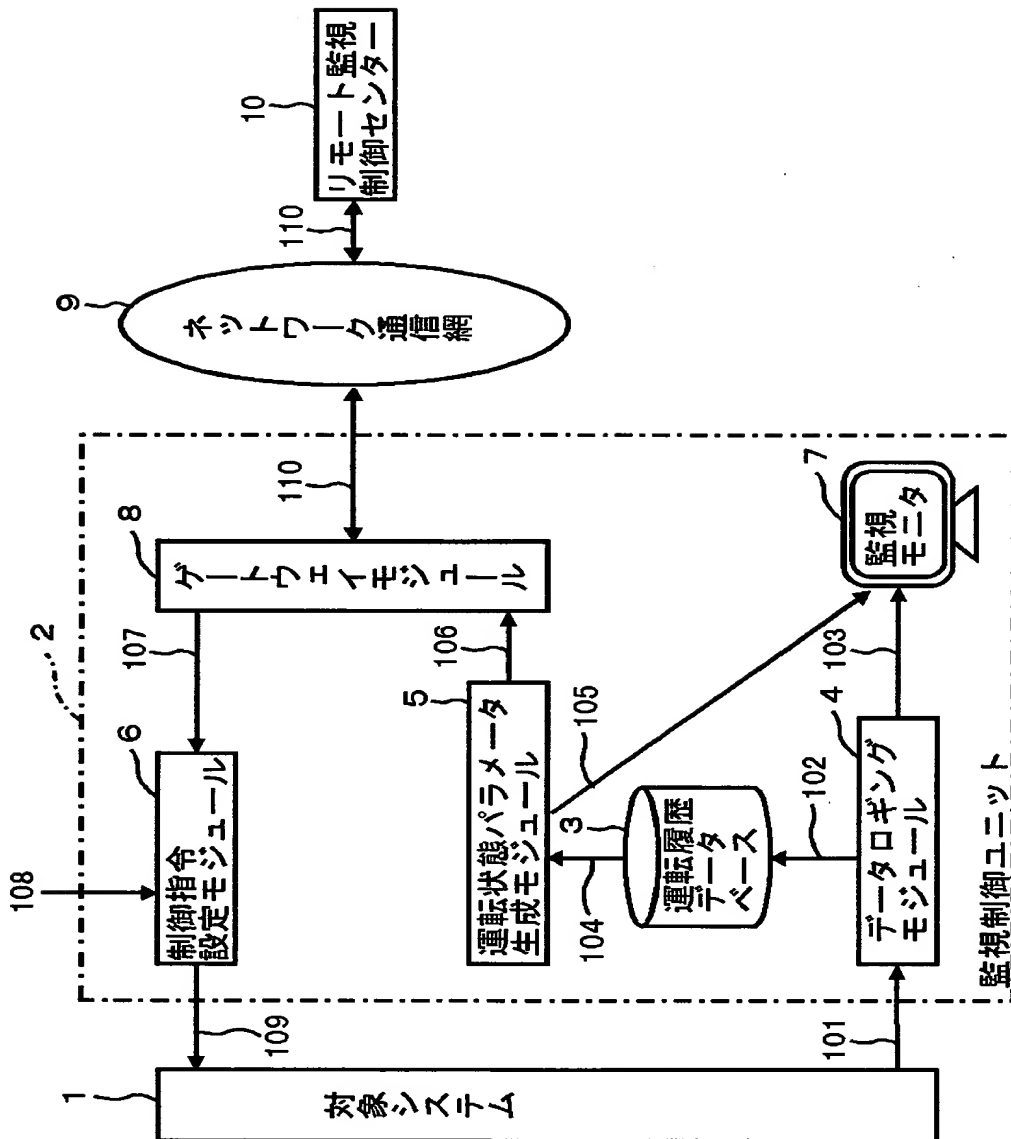 1
対象システム
109
101
108
2
6
制御指令
設定モジュール
107
5
運転状態パラメータ
生成モジュール
106
105
104
3
運転履歴
データ
ベース
102
4
データロギング
モジュール
103
7
監視
モニタ
監視制御ユニット
8
ゲートウェイモジュール
110
9
ネットワーク通信網
110
10
リモート監視
制御センター